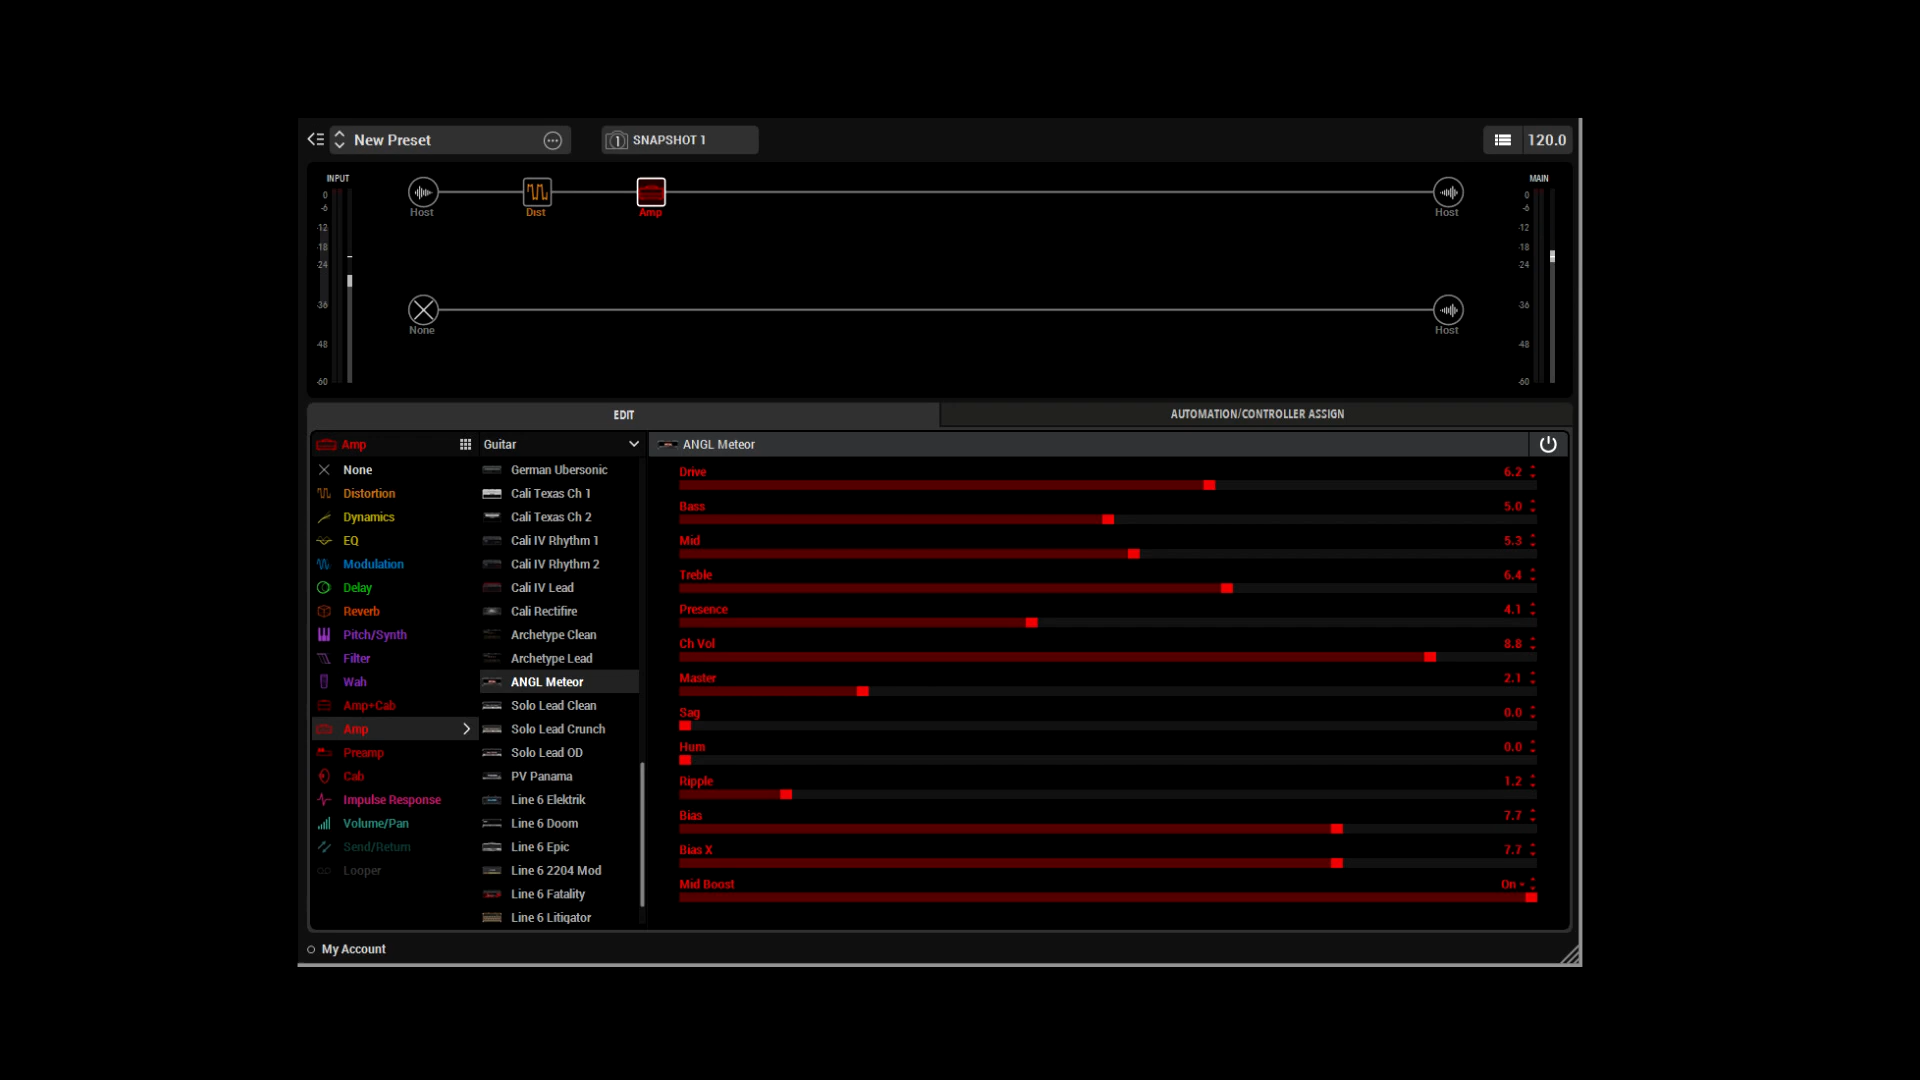 New Preset
1 SNAPSHOT 1
120.0
INPUT
0
-6
-12
-18
-24
-36
-48
-60
Host
Dist
Amp
Host
None
Host
MAIN
0
-6
-12
-18
-24
-36
-48
-60
EDIT
AUTOMATION/CONTROLLER ASSIGN
Amp
None
Distortion
Dynamics
EQ
Modulation
Delay
Reverb
Pitch/Synth
Filter
Wah
Amp+Cab
Amp
Preamp
Cab
Impulse Response
Volume/Pan
Send/Return
Looper
Guitar
German Ubersonic
Cali Texas Ch 1
Cali Texas Ch 2
Cali IV Rhythm 1
Cali IV Rhythm 2
Cali IV Lead
Cali Rectifire
Archetype Clean
Archetype Lead
ANGL Meteor
Solo Lead Clean
Solo Lead Crunch
Solo Lead OD
PV Panama
Line 6 Elektrik
Line 6 Doom
Line 6 Epic
Line 6 2204 Mod
Line 6 Fatality
Line 6 Litigator
ANGL Meteor
Drive 6.2
Bass 5.0
Mid 5.3
Treble 6.4
Presence 4.1
Ch Vol 8.8
Master 2.1
Sag 0.0
Hum 0.0
Ripple 1.2
Bias 7.7
Bias X 7.7
Mid Boost On
My Account